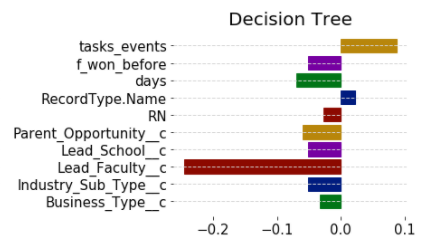 Decision Tree
tasks_events
f_won_before
days
RecordType.Name
RN
Parent_Opportunity__c
Lead_School__c
Lead_Faculty__c
Industry_Sub_Type__c
Business_Type__c
−0.2 −0.1 0.0 0.1